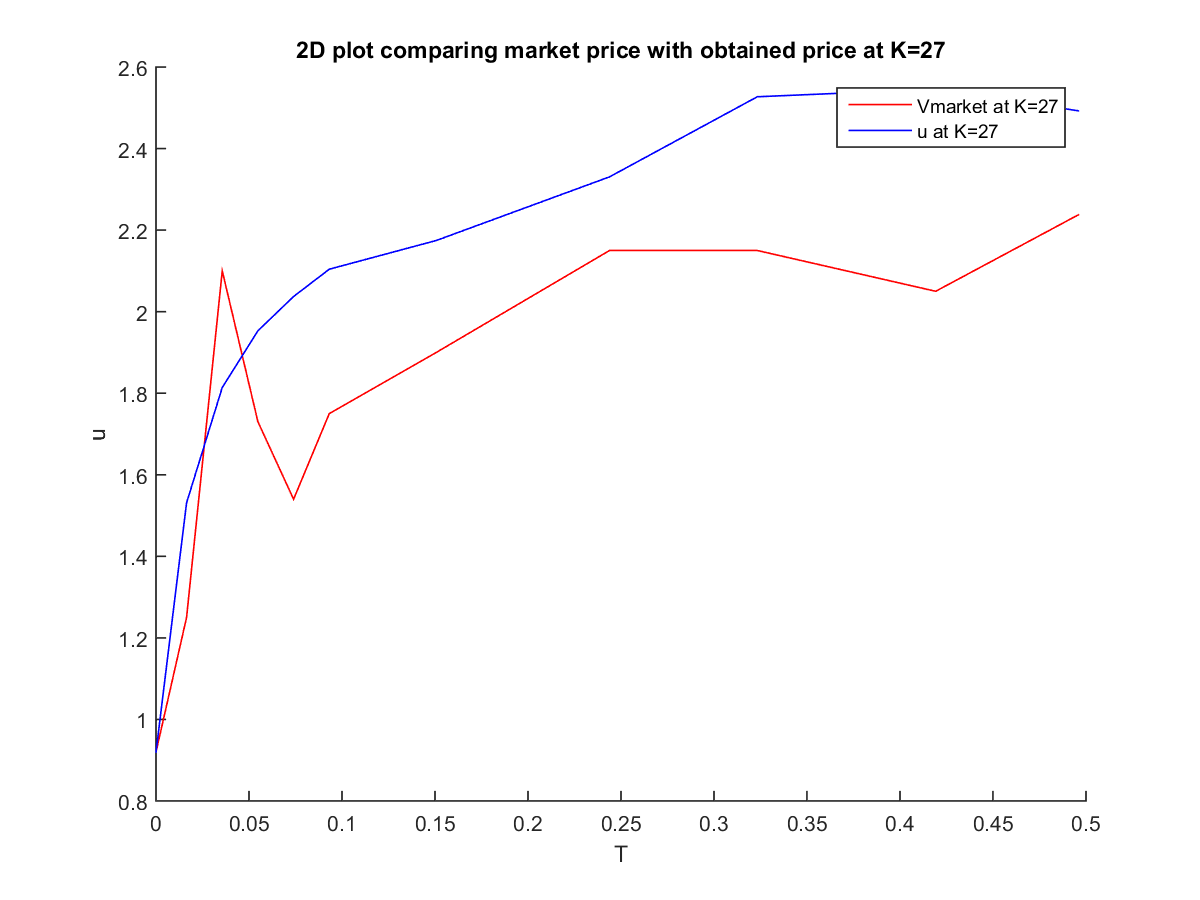 2D plot comparing market price with obtained price at K=27
2.6
2.4
2.2
2
1.8
1.6
1.4
1.2
1
0.8
u
Vmarket at K=27
u at K=27
0 0.05 0.1 0.15 0.2 0.25 0.3 0.35 0.4 0.45 0.5
T